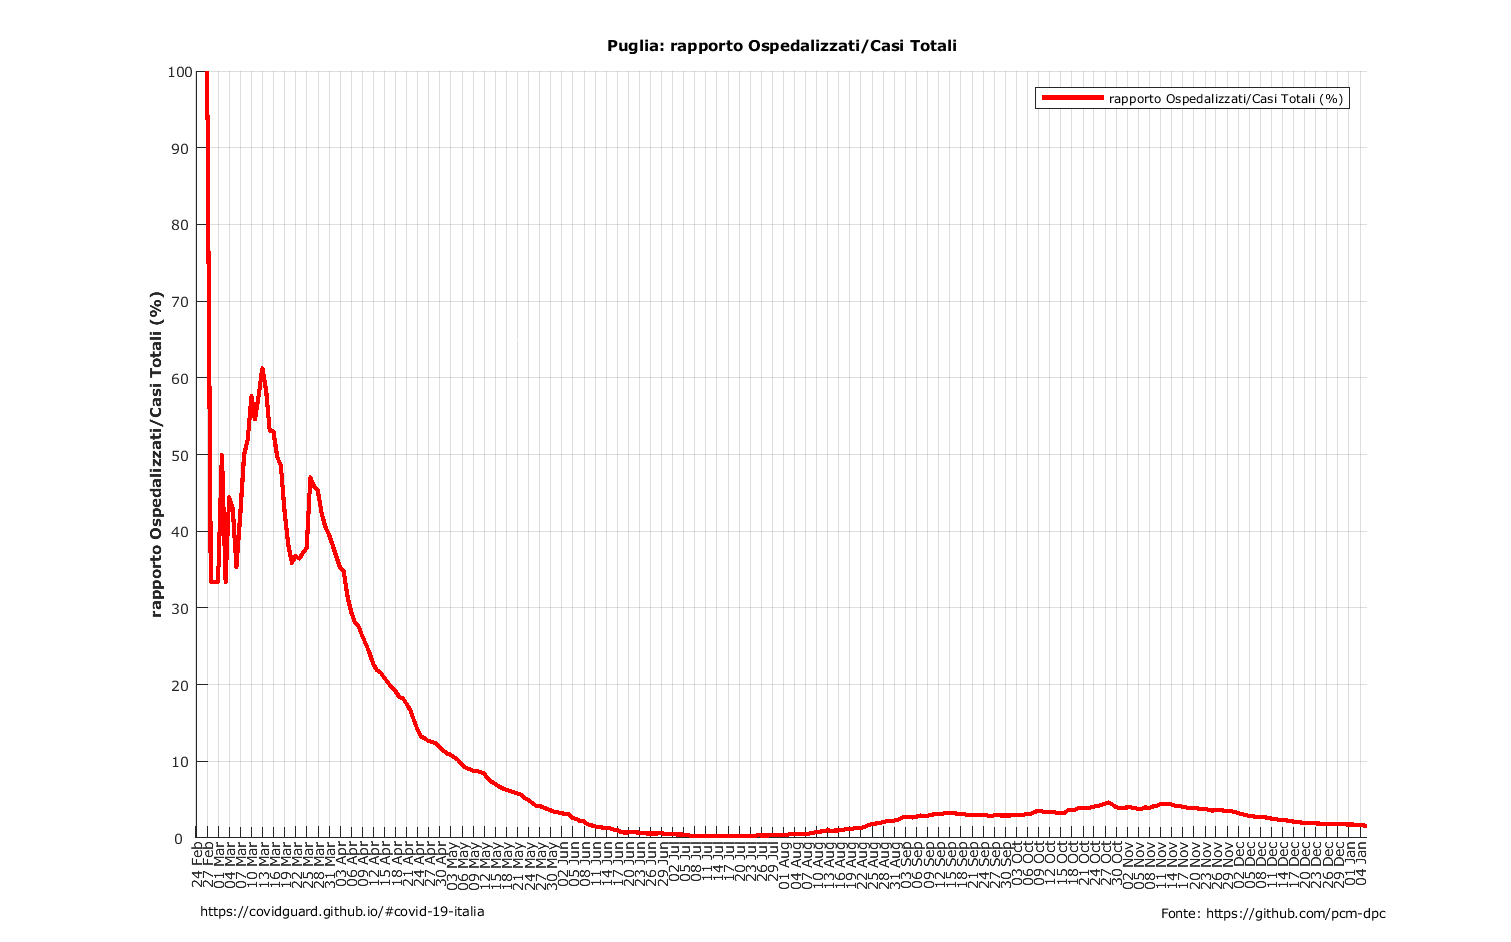 Puglia: rapporto Ospedalizzati/Casi Totali
rapporto Ospedalizzati/Casi Totali (%)
rapporto Ospedalizzati/Casi Totali (%)
100
90
80
70
60
50
40
30
20
10
0
24 Feb
27 Feb
01 Mar
04 Mar
07 Mar
10 Mar
13 Mar
16 Mar
19 Mar
22 Mar
25 Mar
28 Mar
31 Mar
03 Apr
06 Apr
09 Apr
12 Apr
15 Apr
18 Apr
21 Apr
24 Apr
27 Apr
30 Apr
03 May
06 May
09 May
12 May
15 May
18 May
21 May
24 May
27 May
30 May
02 Jun
05 Jun
08 Jun
11 Jun
14 Jun
17 Jun
20 Jun
23 Jun
26 Jun
29 Jun
02 Jul
05 Jul
08 Jul
11 Jul
14 Jul
17 Jul
20 Jul
23 Jul
26 Jul
29 Jul
01 Aug
04 Aug
07 Aug
10 Aug
13 Aug
16 Aug
19 Aug
22 Aug
25 Aug
28 Aug
31 Aug
03 Sep
06 Sep
09 Sep
12 Sep
15 Sep
18 Sep
21 Sep
24 Sep
27 Sep
30 Sep
03 Oct
06 Oct
09 Oct
12 Oct
15 Oct
18 Oct
21 Oct
24 Oct
27 Oct
30 Oct
02 Nov
05 Nov
08 Nov
11 Nov
14 Nov
17 Nov
20 Nov
23 Nov
26 Nov
29 Nov
02 Dec
05 Dec
08 Dec
11 Dec
14 Dec
17 Dec
20 Dec
23 Dec
26 Dec
29 Dec
01 Jan
04 Jan
https://covidguard.github.io/#covid-19-italia
Fonte: https://github.com/pcm-dpc